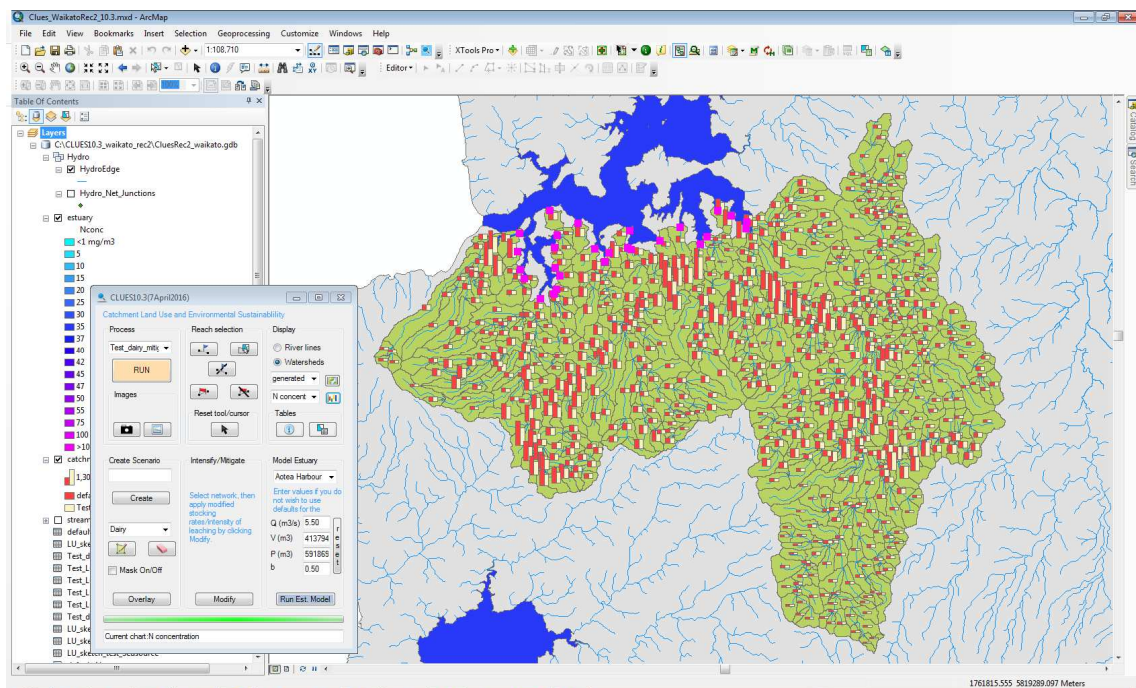 Clues_WaikatoRec2_10.3.mxd - ArcMap
File Edit View Bookmarks Insert Selection Geoprocessing Customize Windows Help
1:108,710
XTools Pro
Editor
100%
Table Of Contents
Layers
C:\CLUES10.3_waikato_rec2\CluesRec2_waikato.gdb
Hydro
HydroEdge
Hydro_Net_Junctions
estuary
Nconc
<1 mg/m3
5
10
15
20
25
30
35
37
40
42
45
47
50
55
75
100
>10
catchm
1,30
defa
Test
stream
default
LU_sket
Test_d
Test_L
Test_L
Test_L
Test_L
Test_d
LU_ske
LU_ske
LU_sketch_test_seasource
CLUES10.3(7April2016)
Catchment Land Use and Environmental Sustainablility
Process
Test_dairy_mitig
RUN
Images
Reach selection
Reset tool/cursor
Display
River lines
Watersheds
generated
N concent
Tables
Create Scenario
Create
Dairy
Mask On/Off
Overlay
Intensify/Mitigate
Select network, then
apply modified
stocking
rates/intensity of
leaching by clicking
Modify.
Modify
Model Estuary
Aotea Harbour
Enter values if you do
not wish to use
defaults for the
Q (m3/s) 5.50
V (m3) 413794
P (m3) 591869
b 0.50
reset
Run Est. Model
Current chart:N concentration
Catalog
Search
1761815.555 5819289.097 Meters